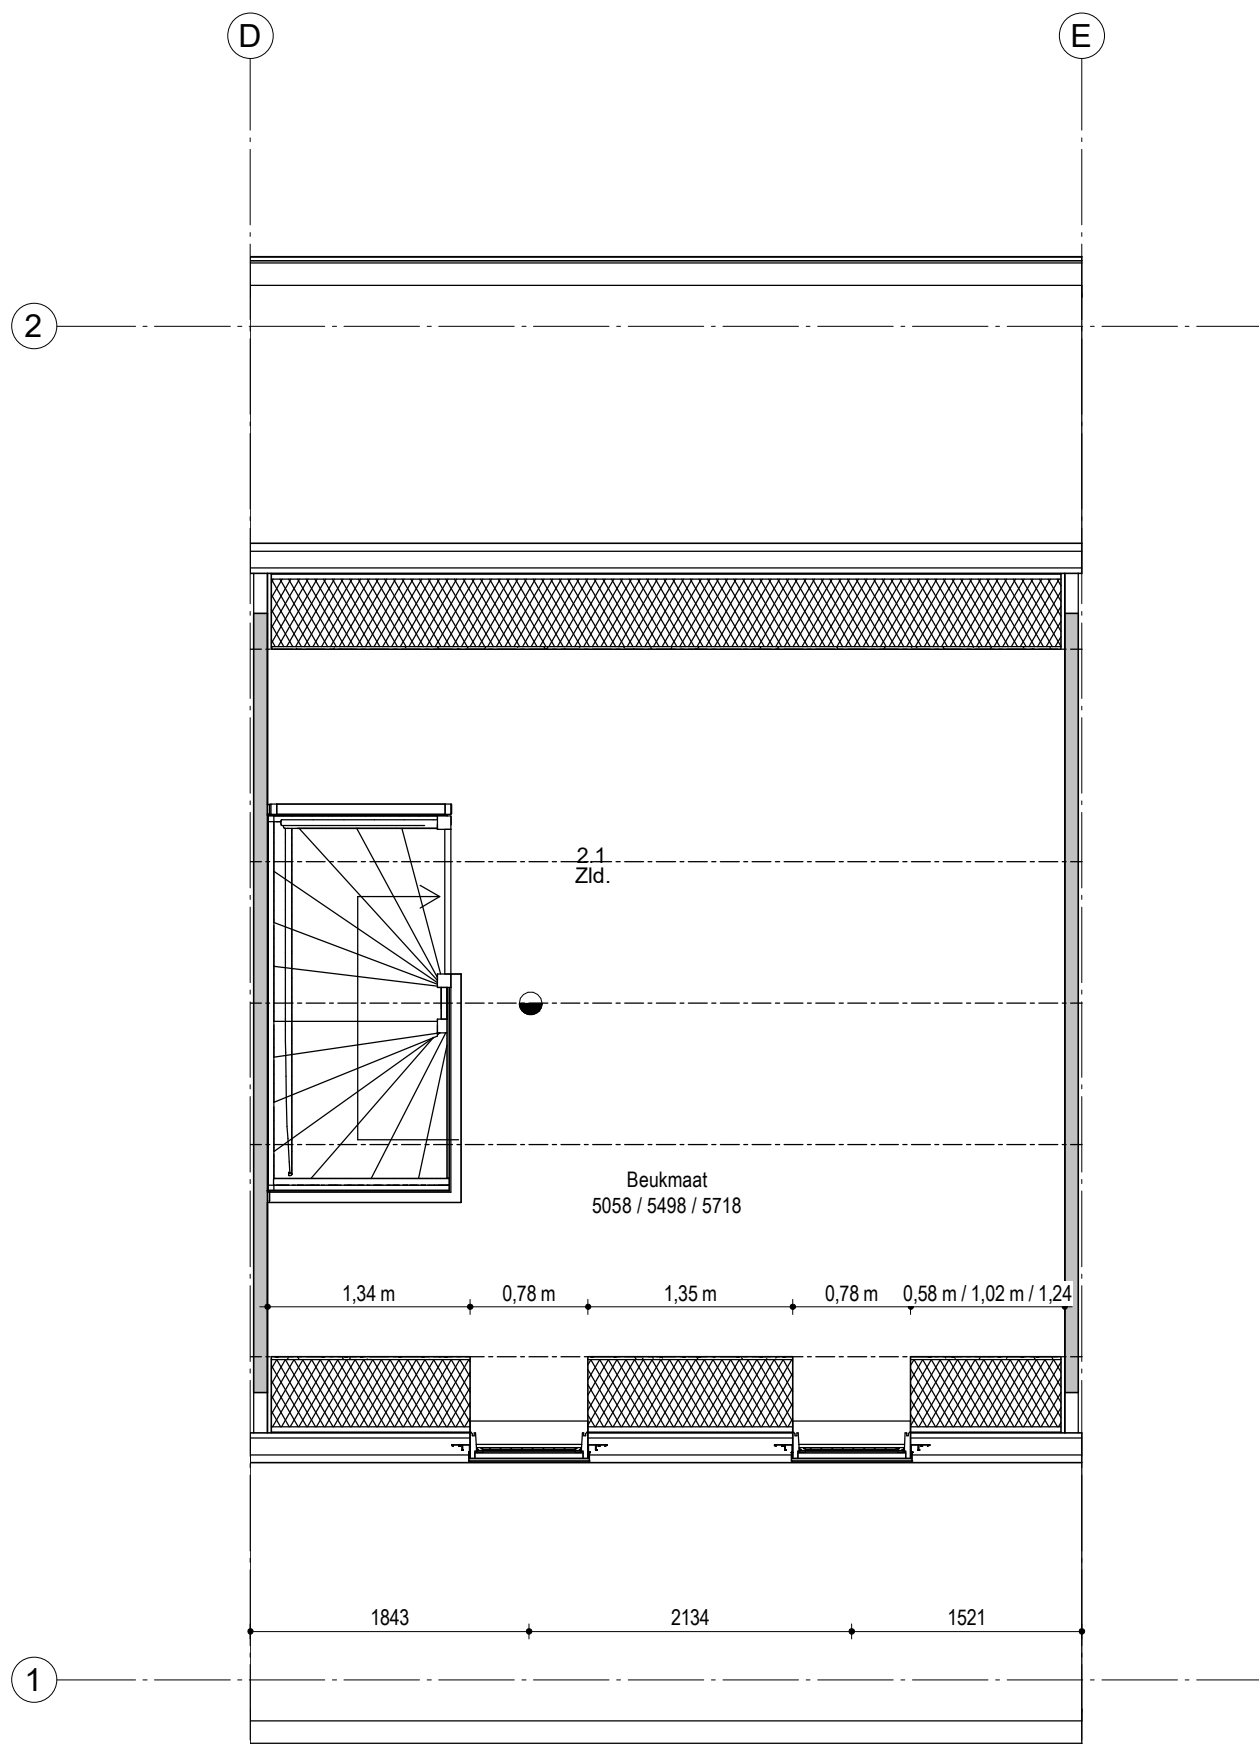 D
E
2
2.1
Zld.
Beukmaat
5058 / 5498 / 5718
1,34 m
0,78 m
1,35 m
0,78 m
0,58 m / 1,02 m / 1,24
1843
2134
1521
1